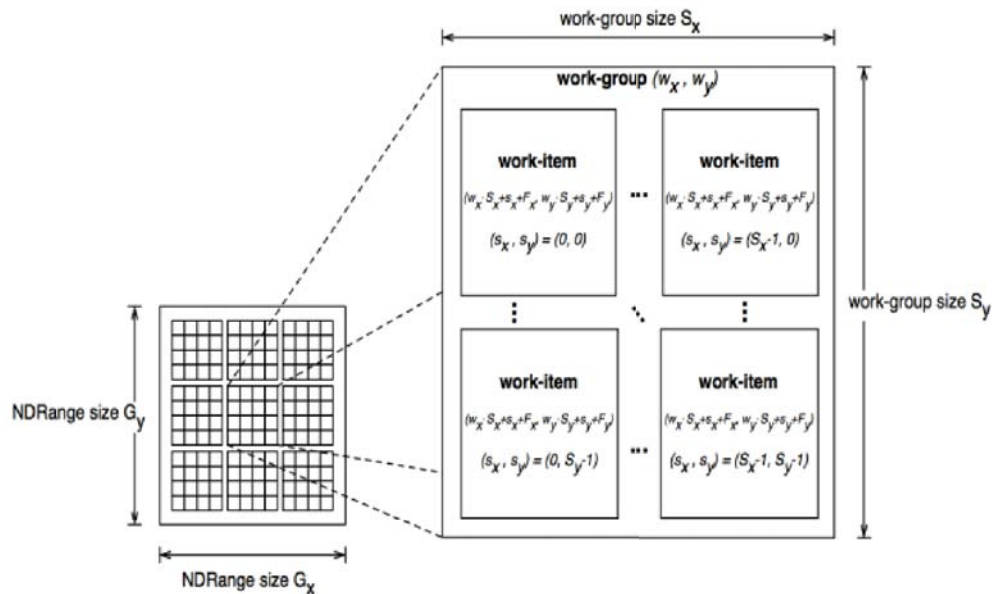 work-group size Sx
work-group (wx , wy)
work-item
work-item
(wx· Sx+sx+Fx, wy· Sy+sy+Fy)
...
(wx· Sx+sx+Fx, wy· Sy+sy+Fy)
(sx , sy) = (0, 0)
(sx , sy) = (Sx-1, 0)
work-group size Sy
work-item
work-item
NDRange size Gy
(wx· Sx+sx+Fx, wy· Sy+sy+Fy)
...
(wx· Sx+sx+Fx, wy· Sy+sy+Fy)
(sx , sy) = (0, Sy-1)
(sx , sy) = (Sx-1, Sy-1)
NDRange size Gx